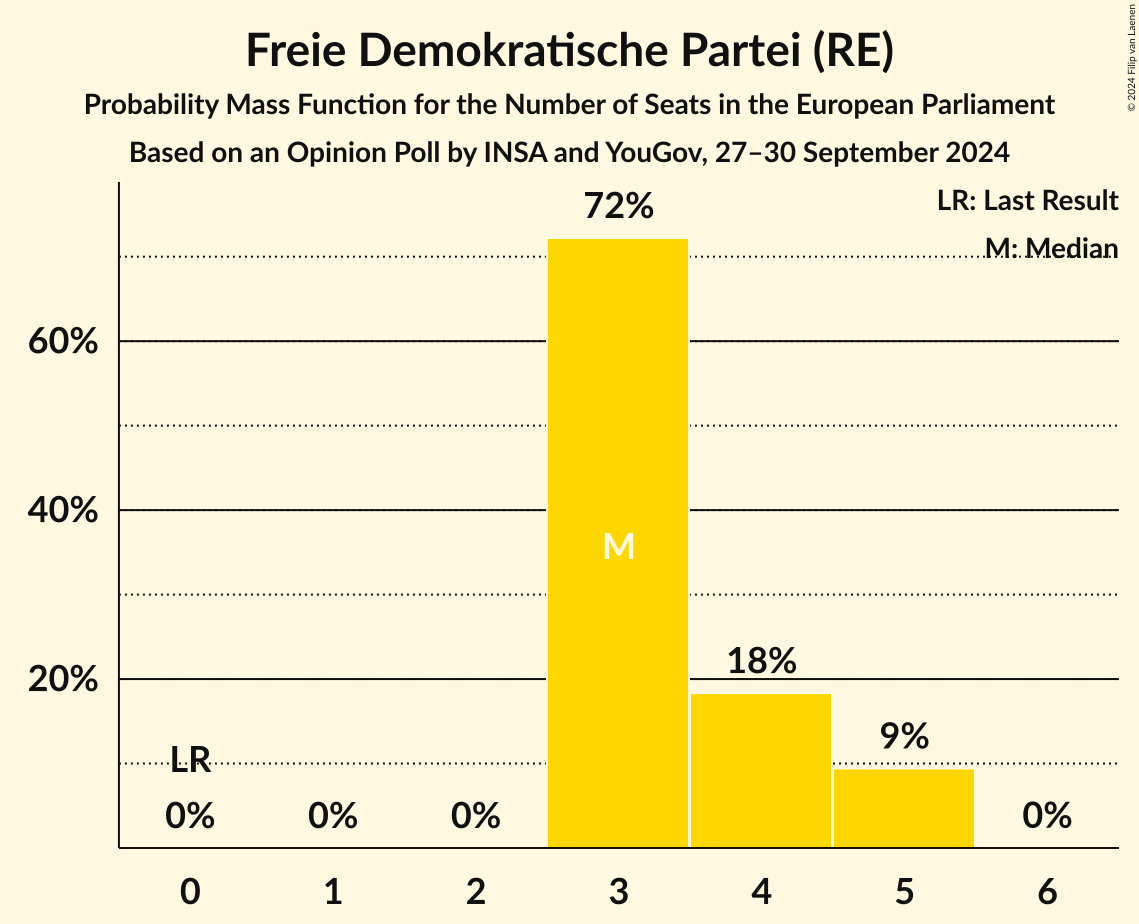 Freie Demokratische Partei (RE)
Probability Mass Function for the Number of Seats in the European Parliament
Based on an Opinion Poll by INSA and YouGov, 27–30 September 2024
© 2024 Filip van Laenen
LR: Last Result
M: Median
72%
60%
40%
M
20%
18%
9%
LR
0%
0%
0%
0%
0
1
2
3
4
5
6